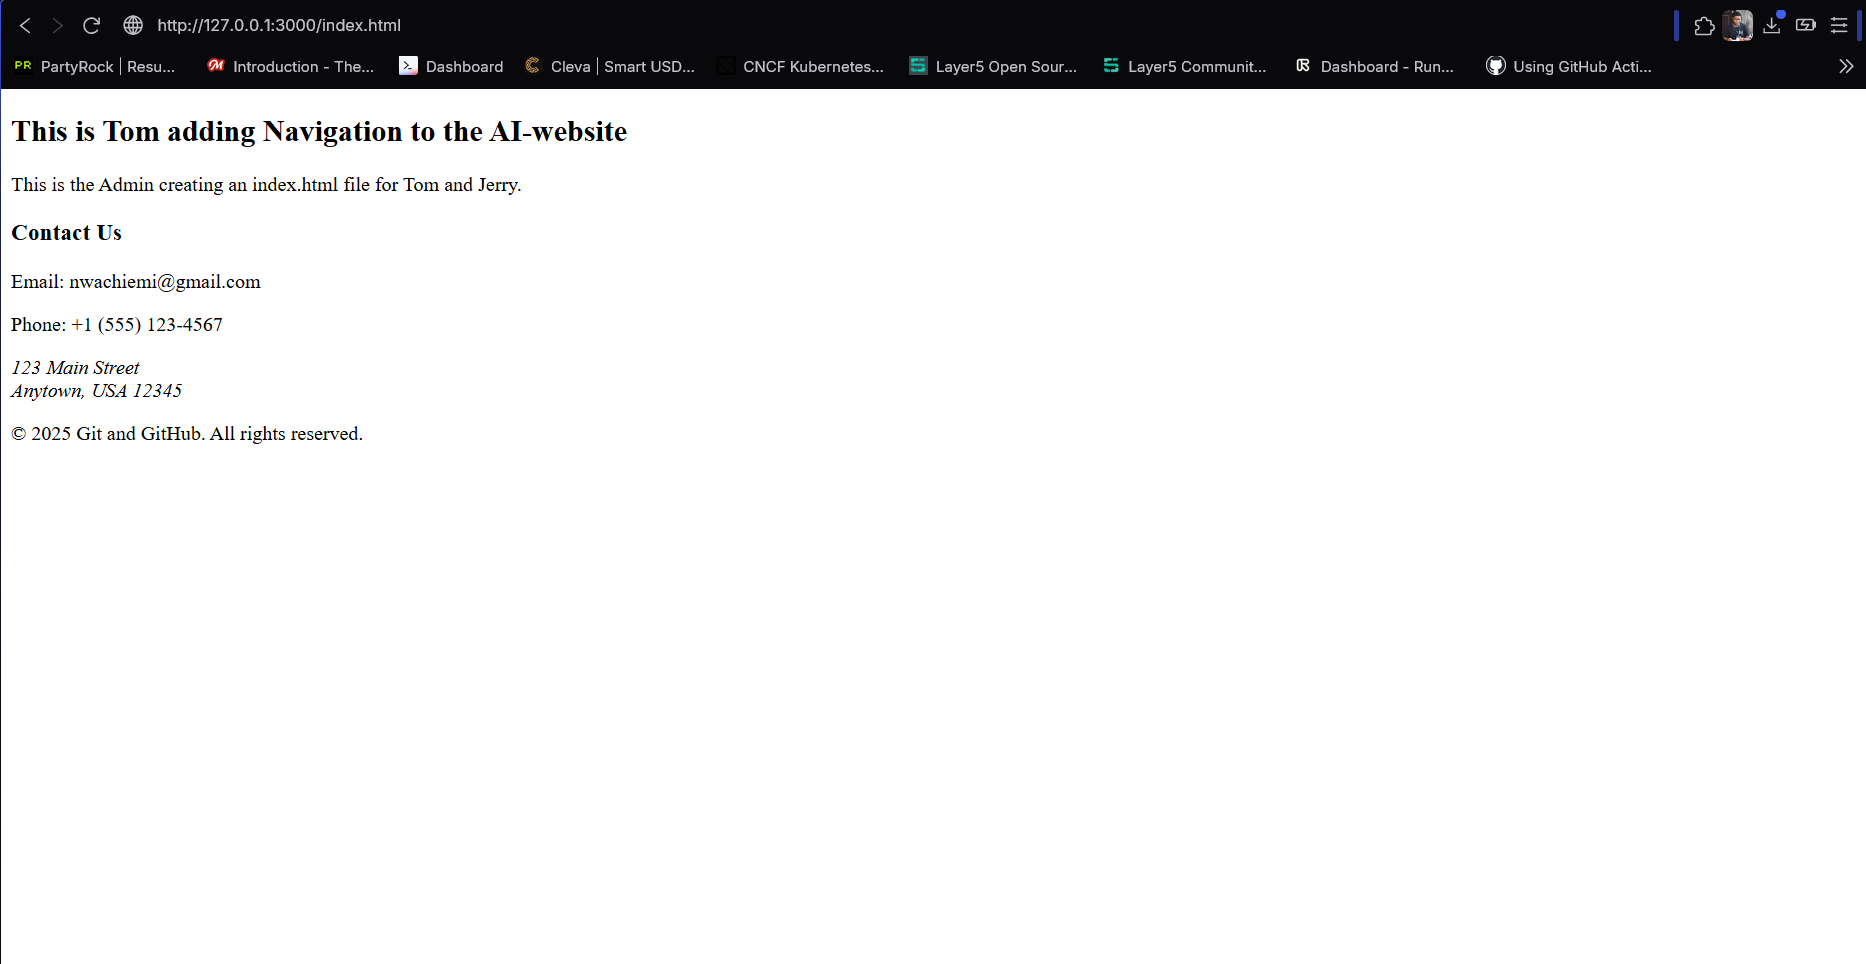 http://127.0.0.1:3000/index.html
PR PartyRock | Resu... Introduction - The... Dashboard Cleva | Smart USD... CNCF Kubernetes... Layer5 Open Sour... Layer5 Communit... Dashboard - Run... Using GitHub Acti...
This is Tom adding Navigation to the AI-website
This is the Admin creating an index.html file for Tom and Jerry.
Contact Us
Email: nwachiemi@gmail.com
Phone: +1 (555) 123-4567
123 Main Street
Anytown, USA 12345
© 2025 Git and GitHub. All rights reserved.